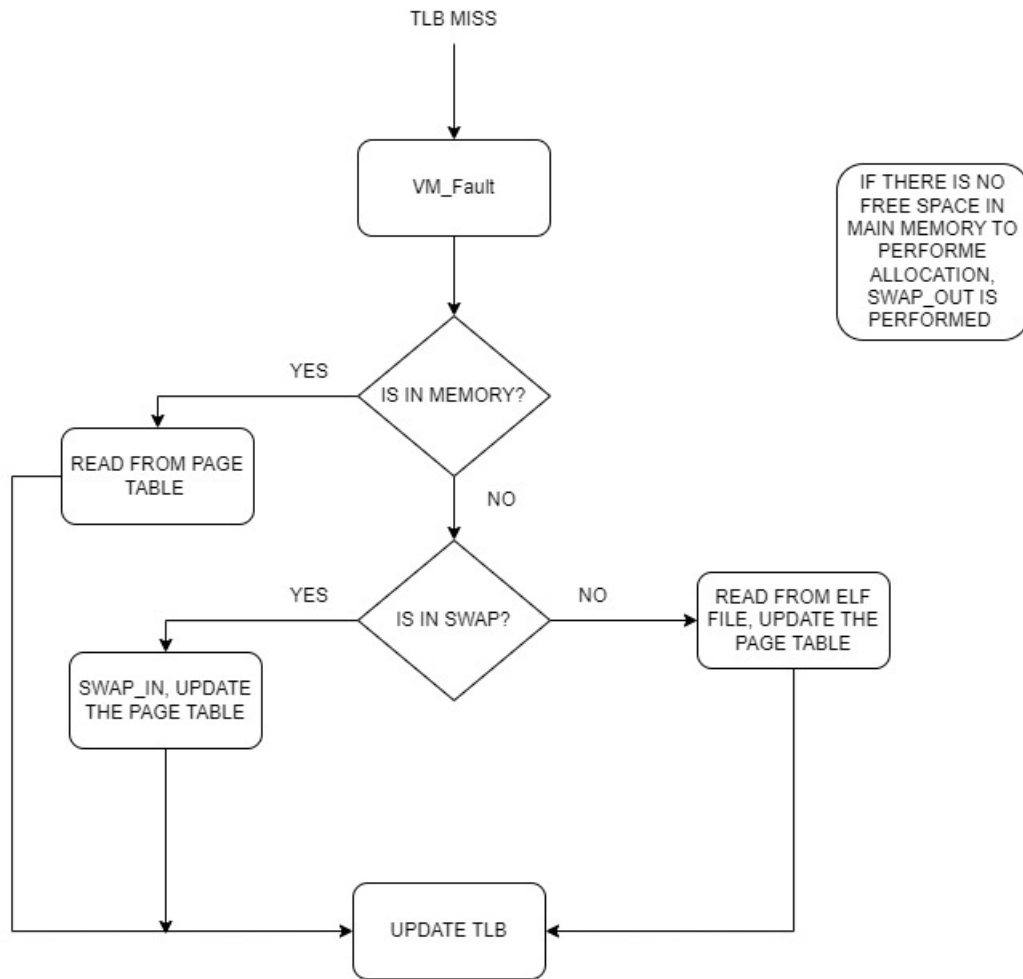 TLB MISS
VM_Fault
IF THERE IS NO
FREE SPACE IN
MAIN MEMORY TO
PERFORME
ALLOCATION,
SWAP_OUT IS
PERFORMED
YES
IS IN MEMORY?
READ FROM PAGE
TABLE
NO
YES
IS IN SWAP?
NO
READ FROM ELF
FILE, UPDATE THE
PAGE TABLE
SWAP_IN, UPDATE
THE PAGE TABLE
UPDATE TLB